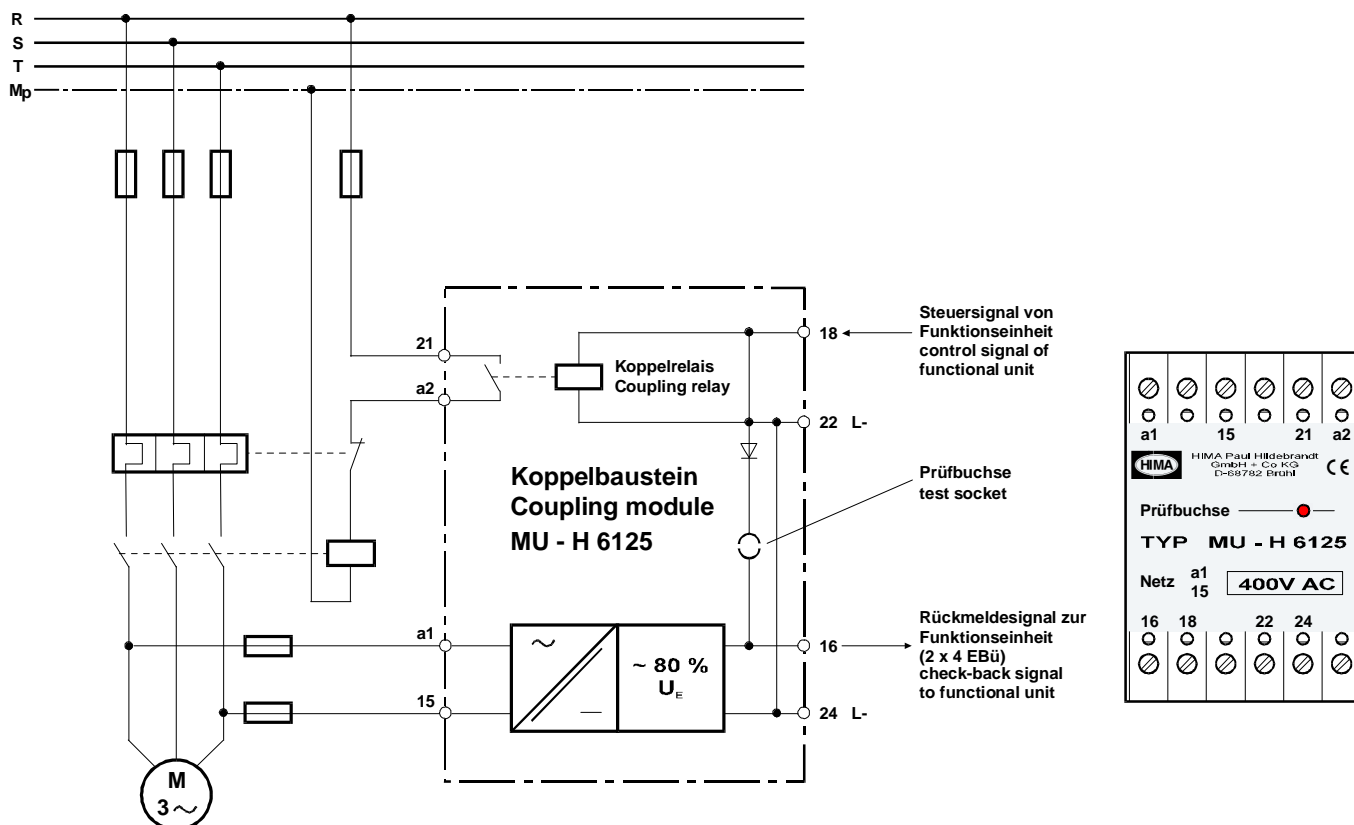 R
S
T
Mp
21
a2
Koppelrelais
Coupling relay
18
Steuersignal von
Funktionseinheit
control signal of
functional unit
22 L-
Koppelbaustein
Coupling module
MU - H 6125
Prüfbuchse
test socket
a1
15
~
—
~ 80 %
UE
16
Rückmeldesignal zur
Funktionseinheit
(2 x 4 EBü)
check-back signal
to functional unit
24 L-
M
3 ~
a1 15 21 a2
HIMA
HIMA Paul Hildebrandt
GmbH + Co KG
D-68782 Brühl
CE
Prüfbuchse
TYP MU - H 6125
Netz a1
15
400V AC
16 18 22 24